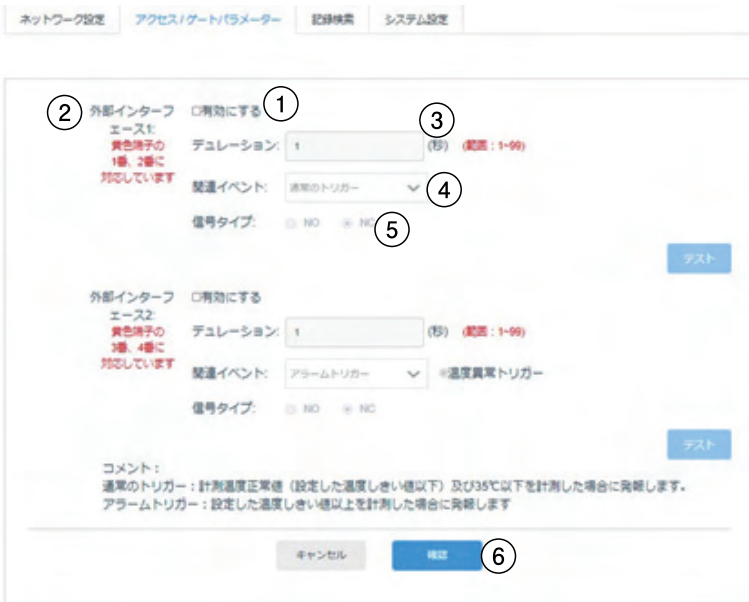 ネットワーク設定 アクセス/ゲートパラメーター 記録検索 システム設定
② 外部インターフ □有効にする ①
エース1: ③
黄色端子の デュレーション: 1 (秒) (範囲:1~99)
1番、2番に
対応しています 関連イベント: 通常のトリガー ④
信号タイプ: NO NC ⑤
テスト
外部インターフ □有効にする
エース2:
黄色端子の デュレーション: 1 (秒) (範囲:1~99)
3番、4番に
対応しています 関連イベント: アラームトリガー ※温度異常トリガー
信号タイプ: NO NC
テスト
コメント:
通常のトリガー:計測温度正常値(設定した温度しきい値以下)及び35℃以下を計測した場合に発報します。
アラームトリガー:設定した温度しきい値以上を計測した場合に発報します
キャンセル 確認 ⑥